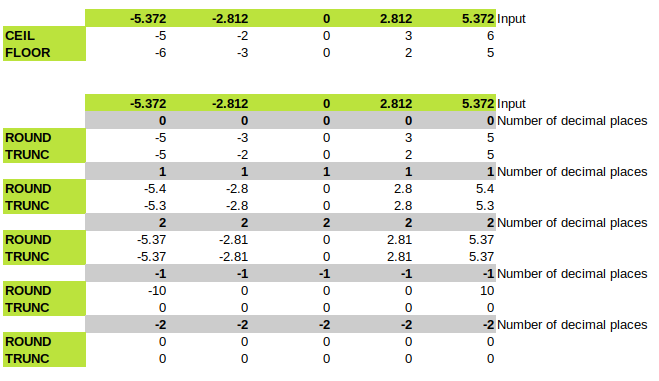 -5.372 -2.812 0 2.812 5.372 Input
CEIL -5 -2 0 3 6
FLOOR -6 -3 0 2 5
-5.372 -2.812 0 2.812 5.372 Input
0 0 0 0 0 Number of decimal places
ROUND -5 -3 0 3 5
TRUNC -5 -2 0 2 5
1 1 1 1 1 Number of decimal places
ROUND -5.4 -2.8 0 2.8 5.4
TRUNC -5.3 -2.8 0 2.8 5.3
2 2 2 2 2 Number of decimal places
ROUND -5.37 -2.81 0 2.81 5.37
TRUNC -5.37 -2.81 0 2.81 5.37
-1 -1 -1 -1 -1 Number of decimal places
ROUND -10 0 0 0 10
TRUNC 0 0 0 0 0
-2 -2 -2 -2 -2 Number of decimal places
ROUND 0 0 0 0 0
TRUNC 0 0 0 0 0